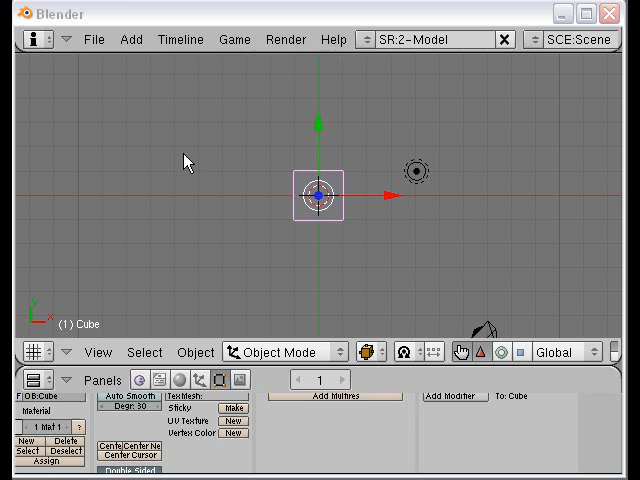 Blender
File Add Timeline Game Render Help SR:2-Model SCE:Scene
y
x
(1) Cube
View Select Object Object Mode Global
Panels 1
F OB:Cube Auto Smooth TexMesh: Add Multires Add Modifier To: Cube
Degr: 30 Sticky Make
Material
UV Texture New
1 Mat 1 ? Vertex Color New
New Delete
Select Deselect Cente Center Ne
Assign Center Cursor
Double Sided